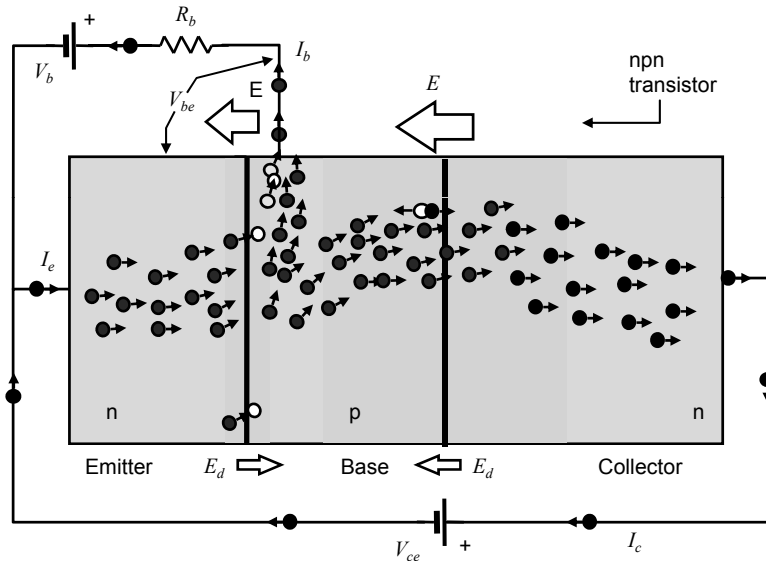 +
R_b
I_b
V_b
V_be
E
E
npn
transistor
I_e
n
p
n
Emitter
E_d
Base
E_d
Collector
V_ce
+
I_c